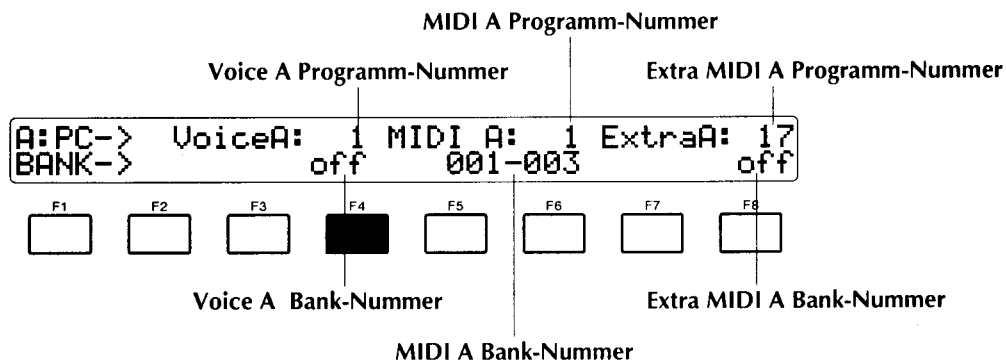 MIDI A Programm-Nummer
Voice A Programm-Nummer
Extra MIDI A Programm-Nummer
A:PC-> VoiceA: 1 MIDI A: 1 ExtraA: 17
BANK-> off 001-003 off
F1 F2 F3 F4 F5 F6 F7 F8
Voice A Bank-Nummer
Extra MIDI A Bank-Nummer
MIDI A Bank-Nummer